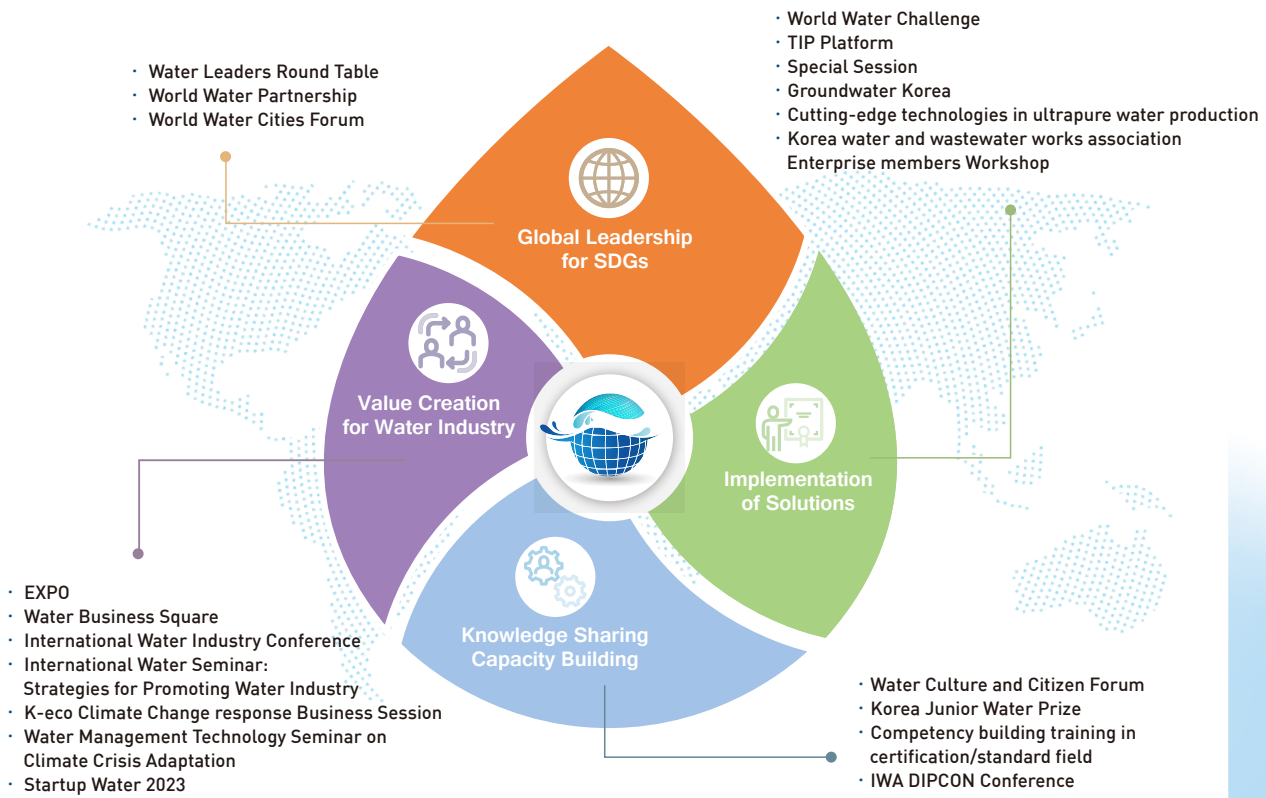 · Water Leaders Round Table
· World Water Partnership
· World Water Cities Forum
· World Water Challenge
· TIP Platform
· Special Session
· Groundwater Korea
· Cutting-edge technologies in ultrapure water production
· Korea water and wastewater works association
Enterprise members Workshop
Global Leadership
for SDGs
Value Creation
for Water Industry
Implementation
of Solutions
Knowledge Sharing
Capacity Building
· EXPO
· Water Business Square
· International Water Industry Conference
· International Water Seminar:
Strategies for Promoting Water Industry
· K-eco Climate Change response Business Session
· Water Management Technology Seminar on
Climate Crisis Adaptation
· Startup Water 2023
· Water Culture and Citizen Forum
· Korea Junior Water Prize
· Competency building training in
certification/standard field
· IWA DIPCON Conference